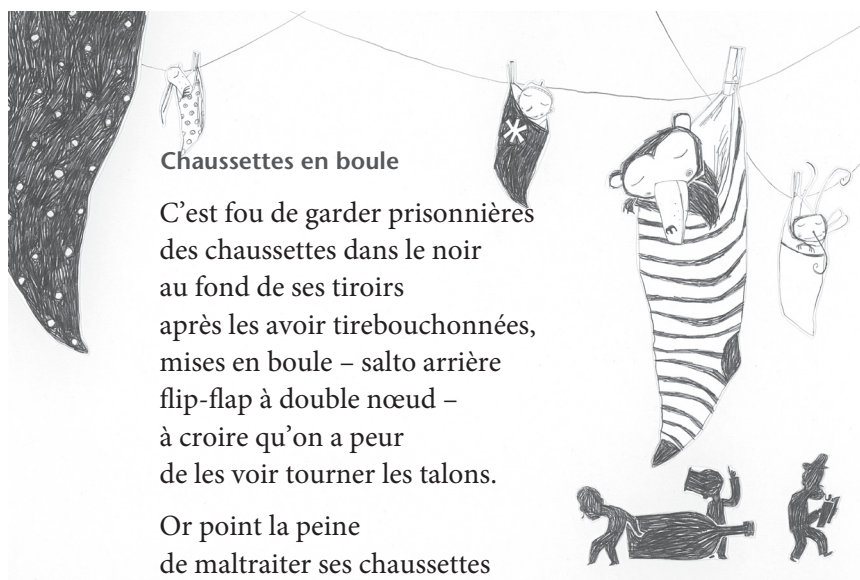 Chaussettes en boule
C’est fou de garder prisonnières
des chaussettes dans le noir
au fond de ses tiroirs
après les avoir tirebouchonnées,
mises en boule – salto arrière
flip-flap à double nœud –
à croire qu’on a peur
de les voir tourner les talons.
Or point la peine
de maltraiter ses chaussettes